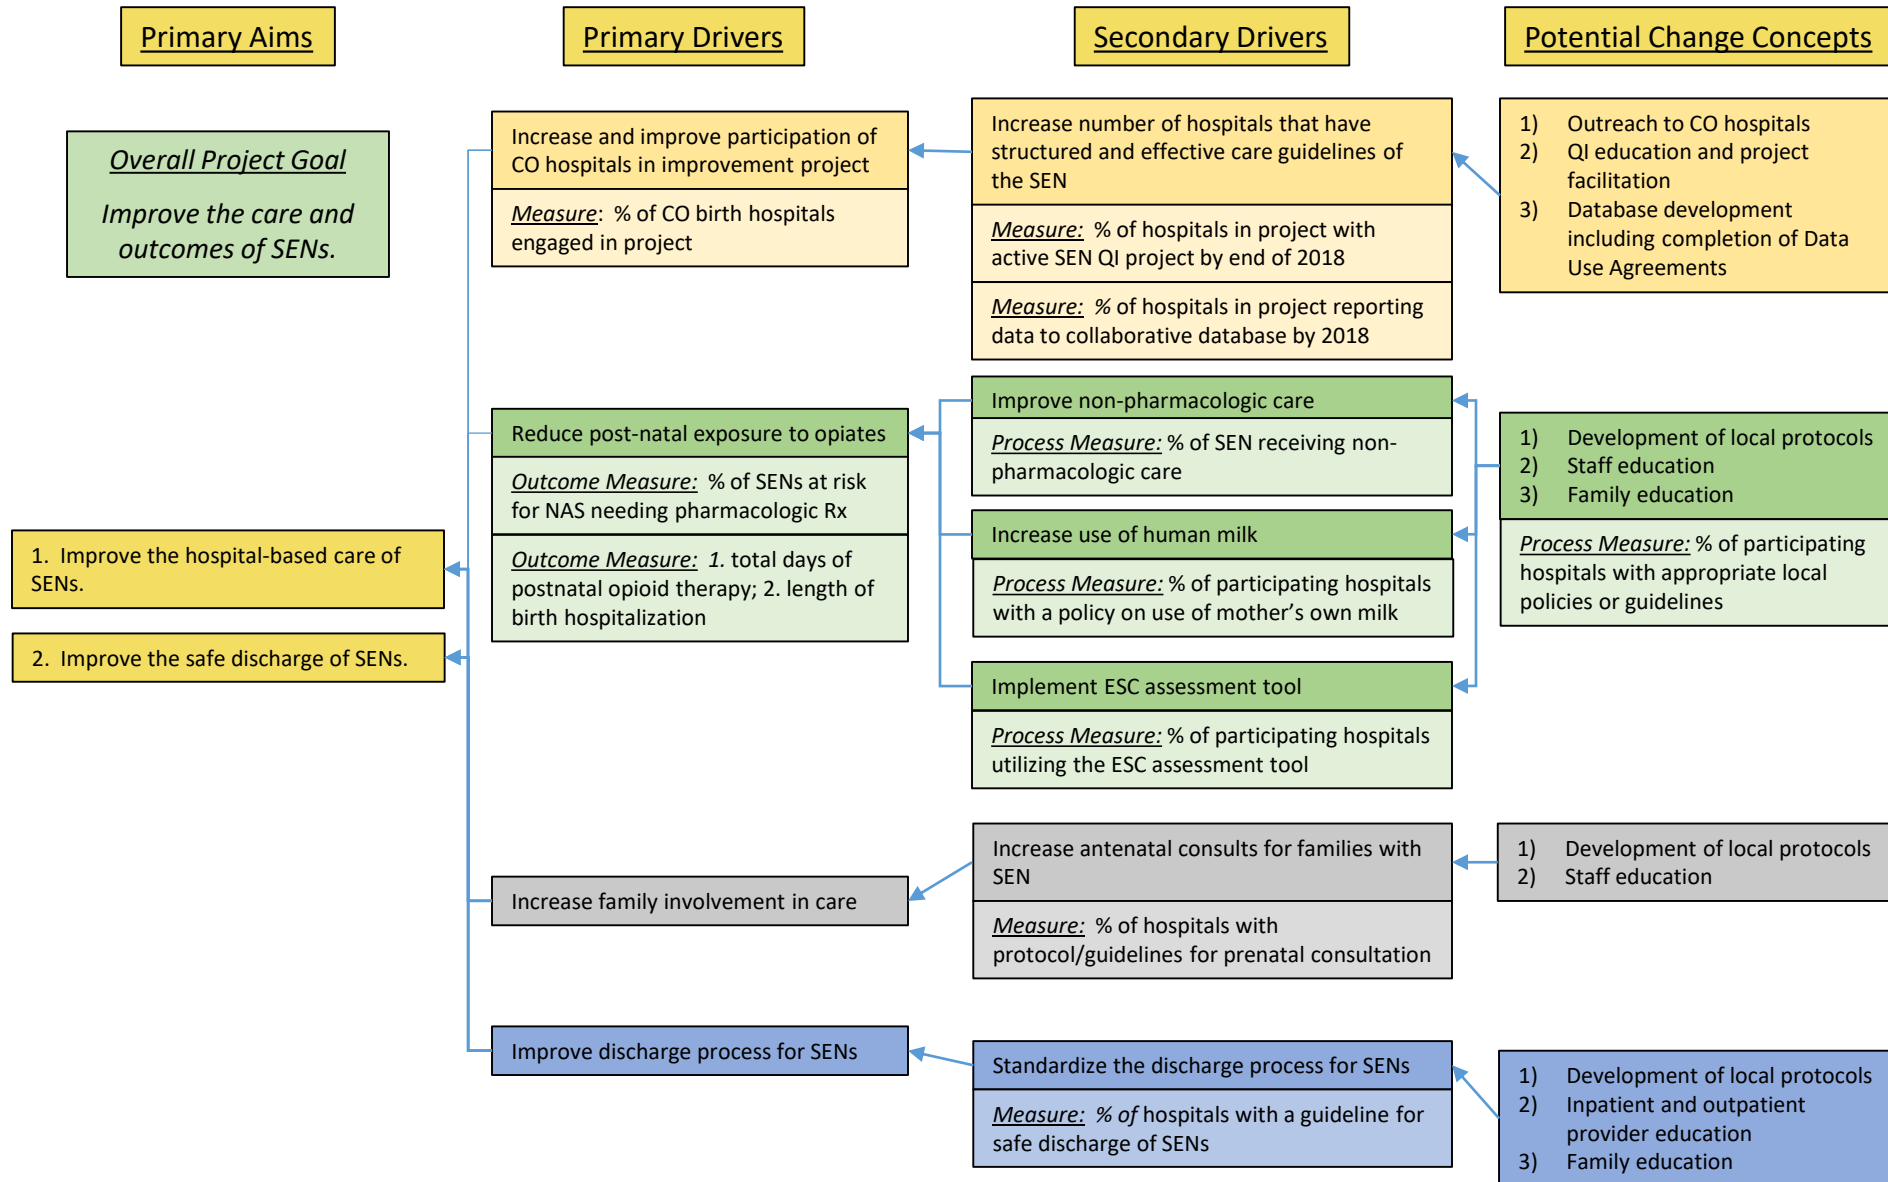 Primary Aims
Primary Drivers
Secondary Drivers
Potential Change Concepts
Overall Project Goal
Improve the care and
outcomes of SENs.
1. Improve the hospital-based care of
SENs.
2. Improve the safe discharge of SENs.
Increase and improve participation of
CO hospitals in improvement project
Measure: % of CO birth hospitals
engaged in project
Reduce post-natal exposure to opiates
Outcome Measure: % of SENs at risk
for NAS needing pharmacologic Rx
Outcome Measure: 1. total days of
postnatal opioid therapy; 2. length of
birth hospitalization
Increase family involvement in care
Improve discharge process for SENs
Increase number of hospitals that have
structured and effective care guidelines of
the SEN
Measure: % of hospitals in project with
active SEN QI project by end of 2018
Measure: % of hospitals in project reporting
data to collaborative database by 2018
Improve non-pharmacologic care
Process Measure: % of SEN receiving non-
pharmacologic care
Increase use of human milk
Process Measure: % of participating hospitals
with a policy on use of mother’s own milk
Implement ESC assessment tool
Process Measure: % of participating hospitals
utilizing the ESC assessment tool
Increase antenatal consults for families with
SEN
Measure: % of hospitals with
protocol/guidelines for prenatal consultation
Standardize the discharge process for SENs
Measure: % of hospitals with a guideline for
safe discharge of SENs
1) Outreach to CO hospitals
2) QI education and project
facilitation
3) Database development
including completion of Data
Use Agreements
1) Development of local protocols
2) Staff education
3) Family education
Process Measure: % of participating
hospitals with appropriate local
policies or guidelines
1) Development of local protocols
2) Staff education
1) Development of local protocols
2) Inpatient and outpatient
provider education
3) Family education